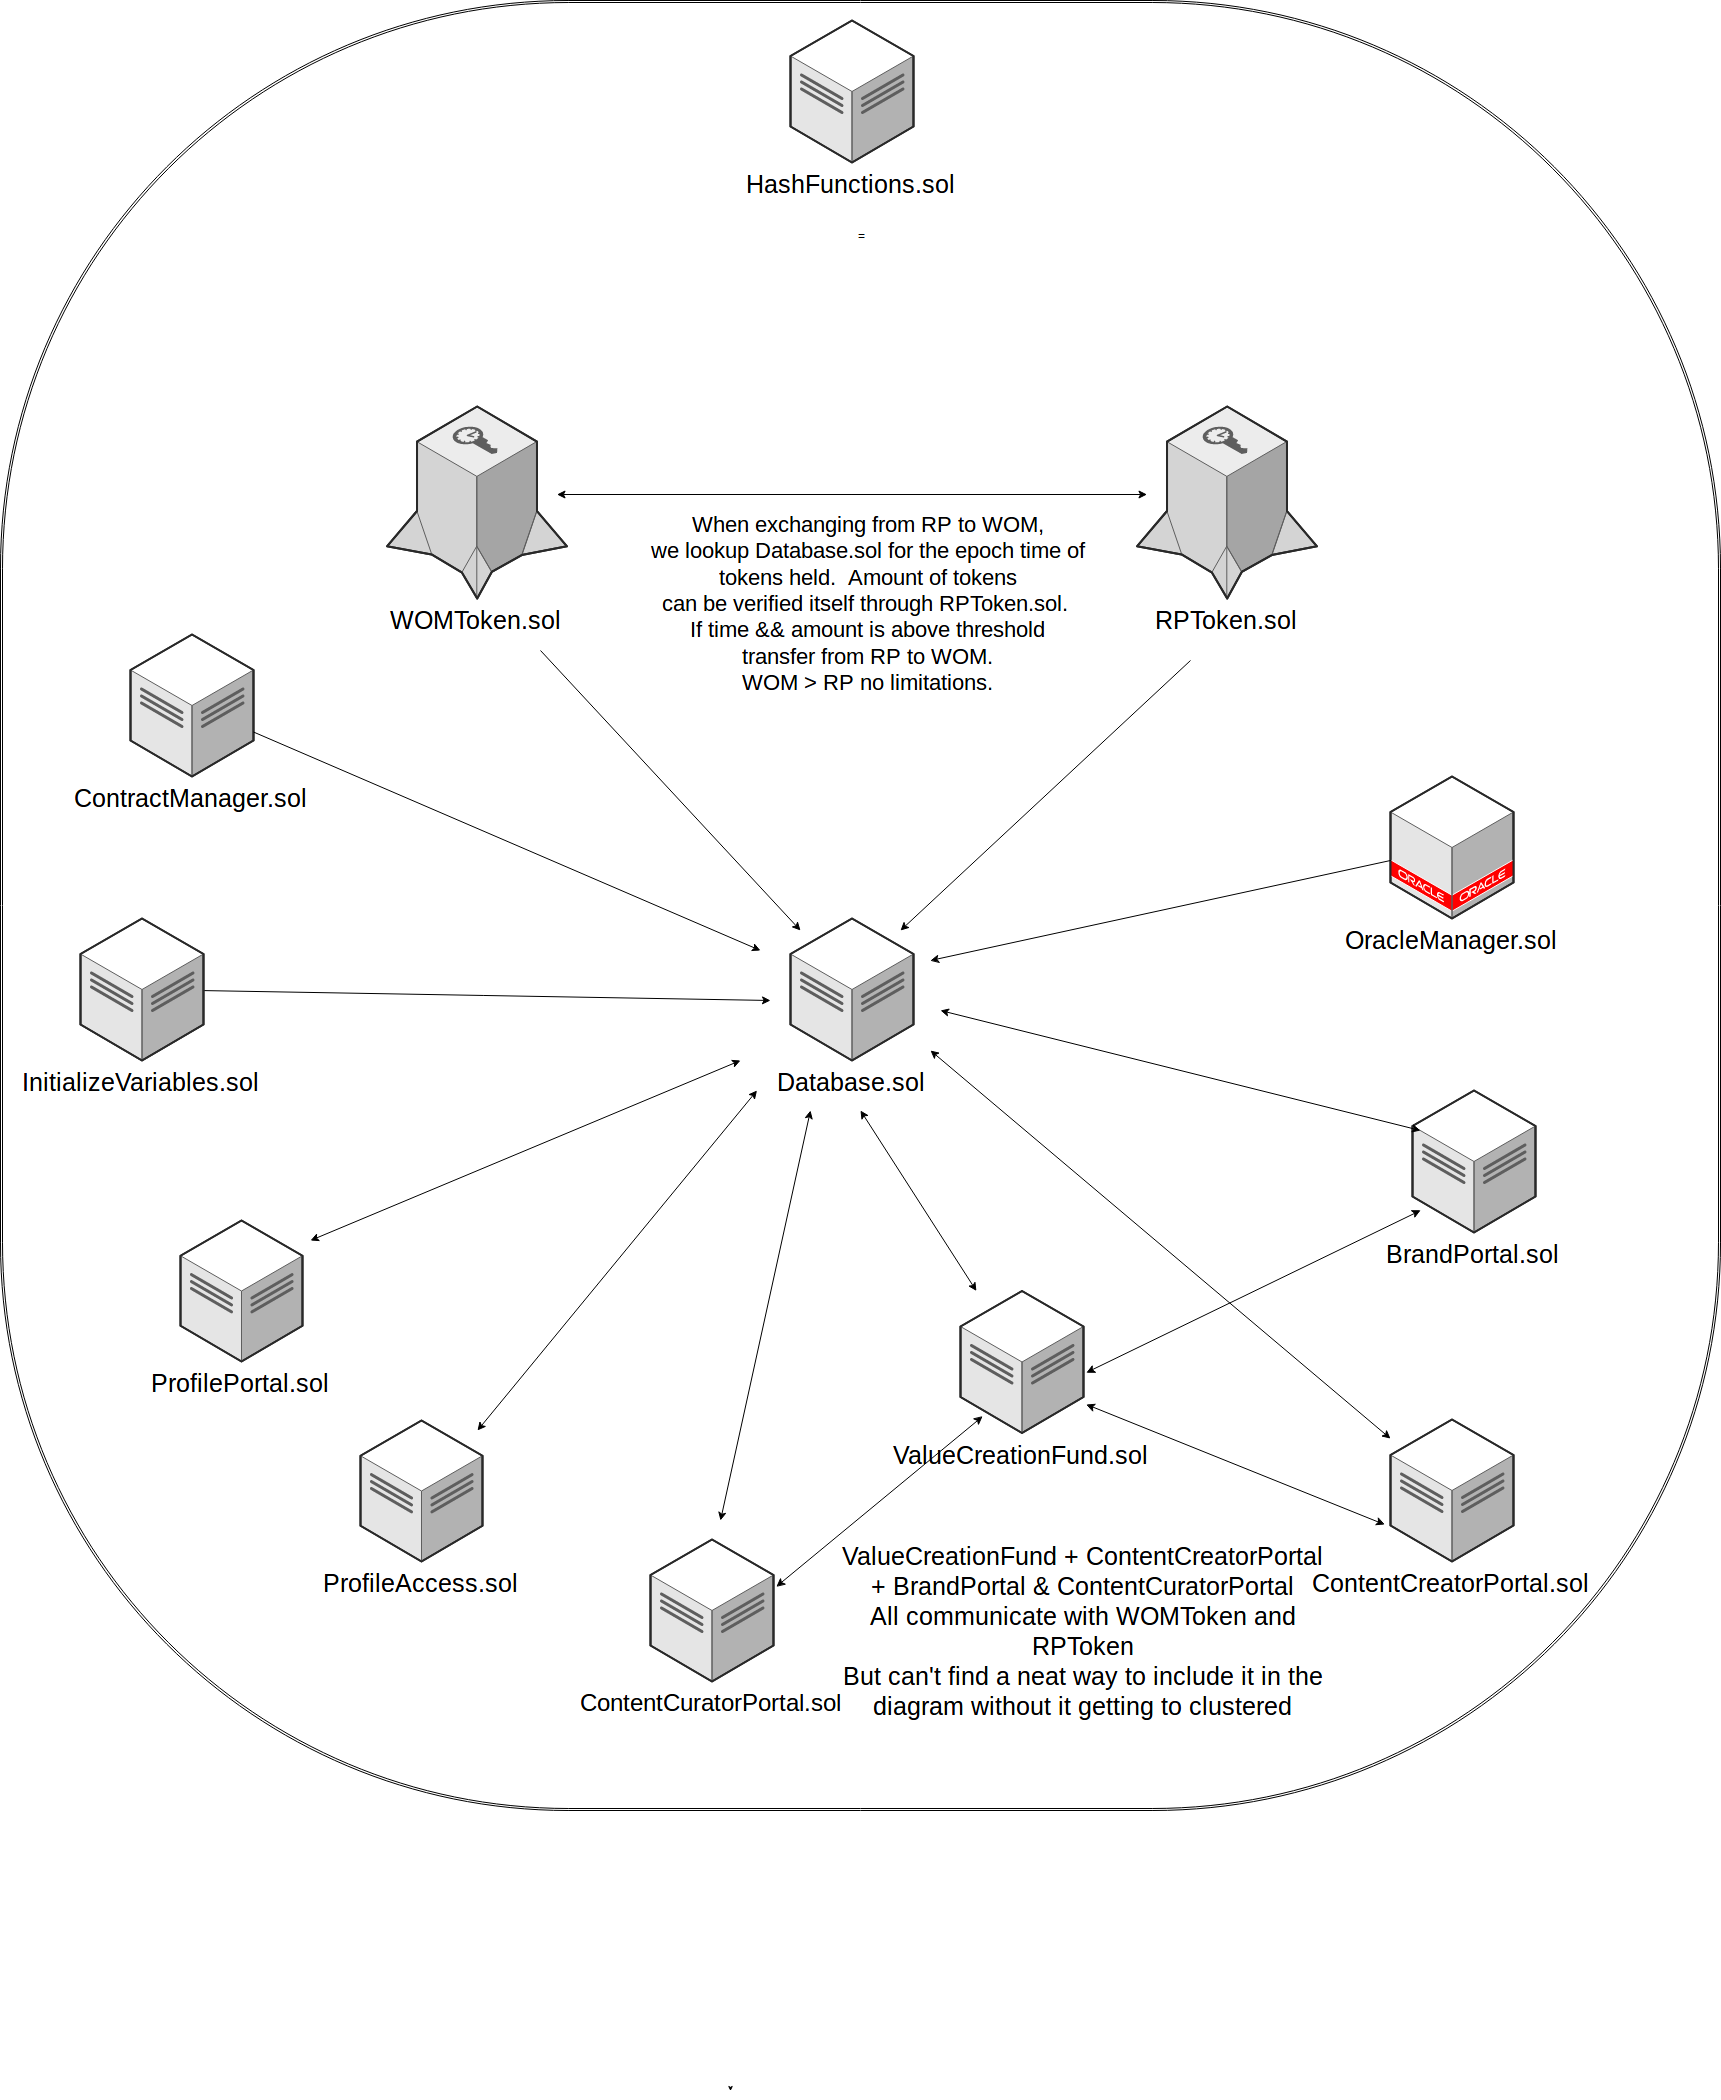 HashFunctions.sol
=
When exchanging from RP to WOM,
we lookup Database.sol for the epoch time of
tokens held.  Amount of tokens
can be verified itself through RPToken.sol.
If time && amount is above threshold
transfer from RP to WOM.
WOM > RP no limitations.
WOMToken.sol
RPToken.sol
ContractManager.sol
ORACLE ORACLE
OracleManager.sol
InitializeVariables.sol
Database.sol
BrandPortal.sol
ProfilePortal.sol
ValueCreationFund.sol
ProfileAccess.sol
ContentCreatorPortal.sol
ContentCuratorPortal.sol
ValueCreationFund + ContentCreatorPortal
+ BrandPortal & ContentCuratorPortal
All communicate with WOMToken and
RPToken
But can't find a neat way to include it in the
diagram without it getting to clustered